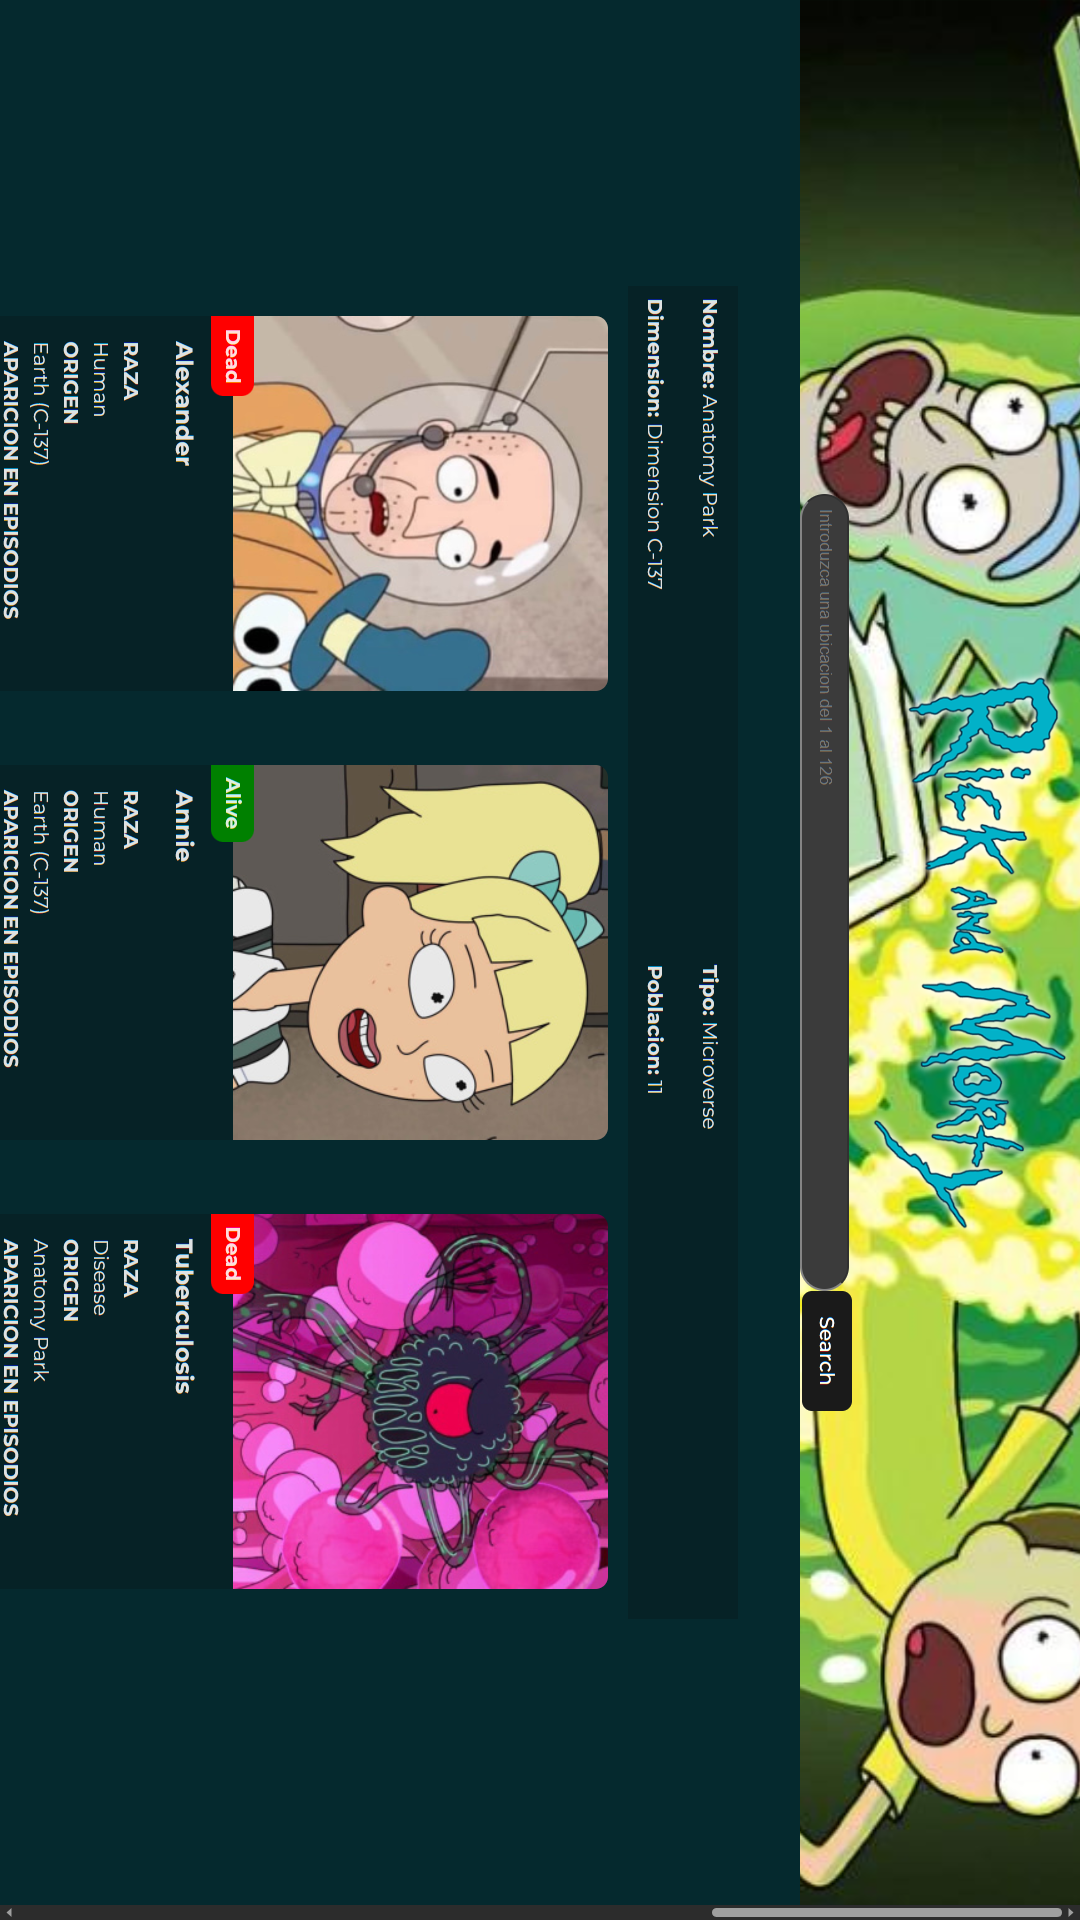 Rick and Morty
Introduzca una ubicacion del 1 al 126
Search
Nombre: Anatomy Park
Tipo: Microverse
Dimension: Dimension C-137
Poblacion: 11
Dead
Alexander
RAZA
Human
ORIGEN
Earth (C-137)
APARICION EN EPISODIOS
Alive
Annie
RAZA
Human
ORIGEN
Earth (C-137)
APARICION EN EPISODIOS
Dead
Tuberculosis
RAZA
Disease
ORIGEN
Anatomy Park
APARICION EN EPISODIOS